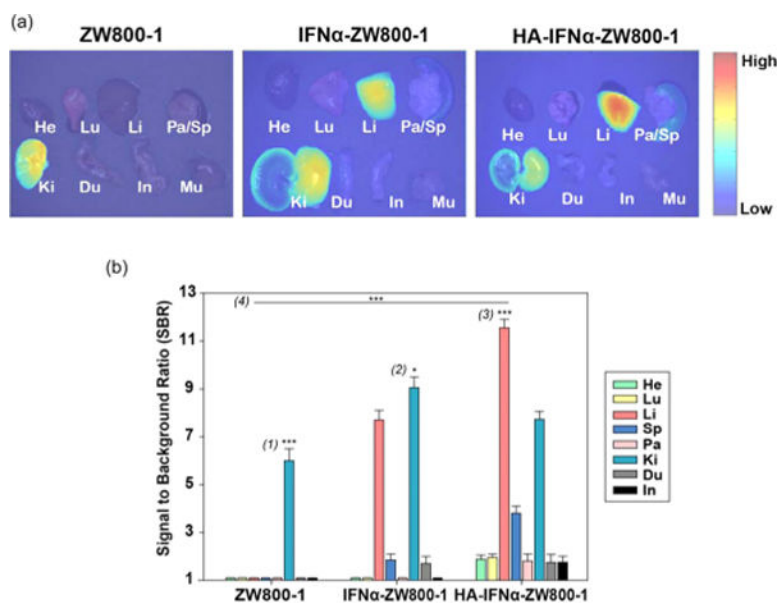 (a)
ZW800-1
IFNα-ZW800-1
HA-IFNα-ZW800-1
High
He Lu Li Pa/Sp
Ki Du In Mu
He Lu Li Pa/Sp
Ki Du In Mu
He Lu Li Pa/Sp
Ki Du In Mu
Low
(b)
Signal to Background Ratio (SBR)
13
11
9
7
5
3
1
(4) ***
(1) ***
(2) *
(3) ***
He
Lu
Li
Sp
Pa
Ki
Du
In
ZW800-1 IFNα-ZW800-1 HA-IFNα-ZW800-1